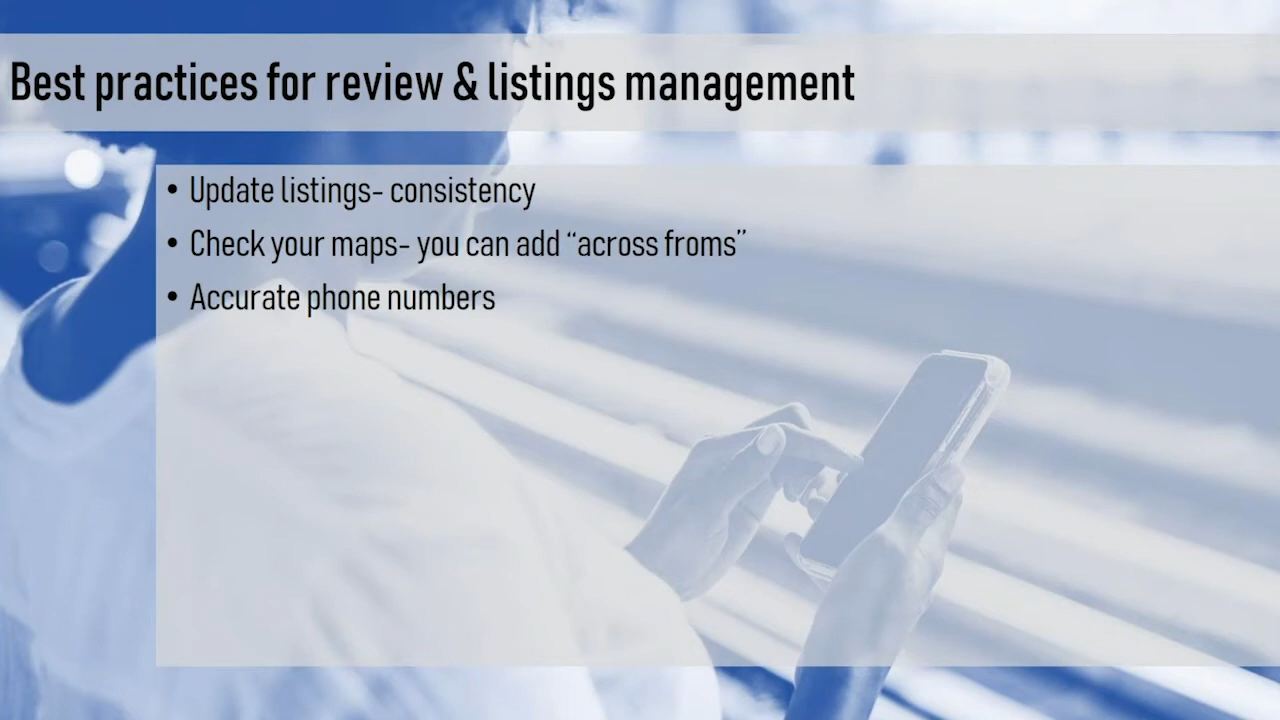 Best practices for review & listings management
• Update listings- consistency
• Check your maps- you can add “across froms”
• Accurate phone numbers